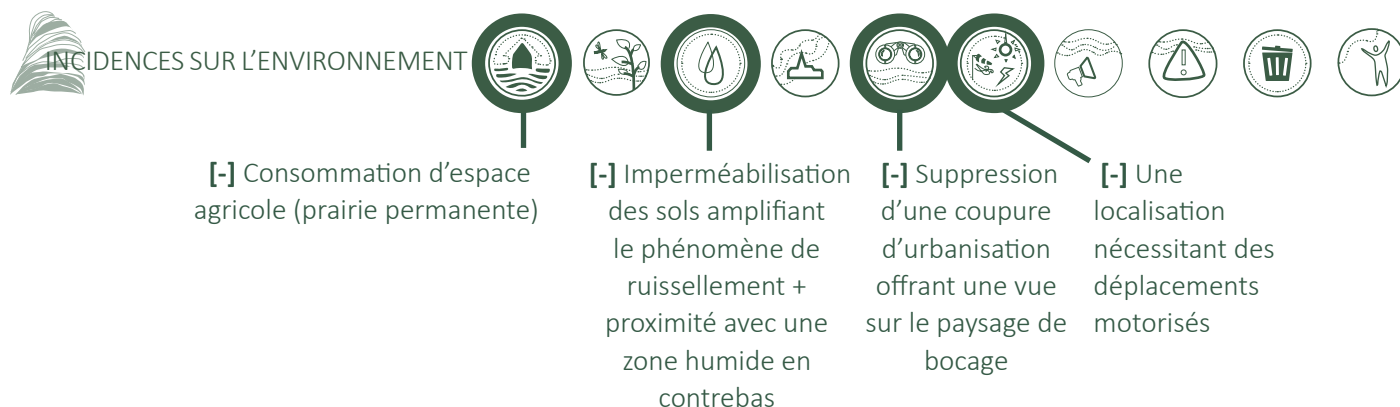 INCIDENCES SUR L'ENVIRONNEMENT
[-] Consommation d'espace
agricole (prairie permanente)
[-] Imperméabilisation
des sols amplifiant
le phénomène de
ruissellement +
proximité avec une
zone humide en
contrebas
[-] Suppression
d'une coupure
d'urbanisation
offrant une vue
sur le paysage de
bocage
[-] Une
localisation
nécessitant des
déplacements
motorisés